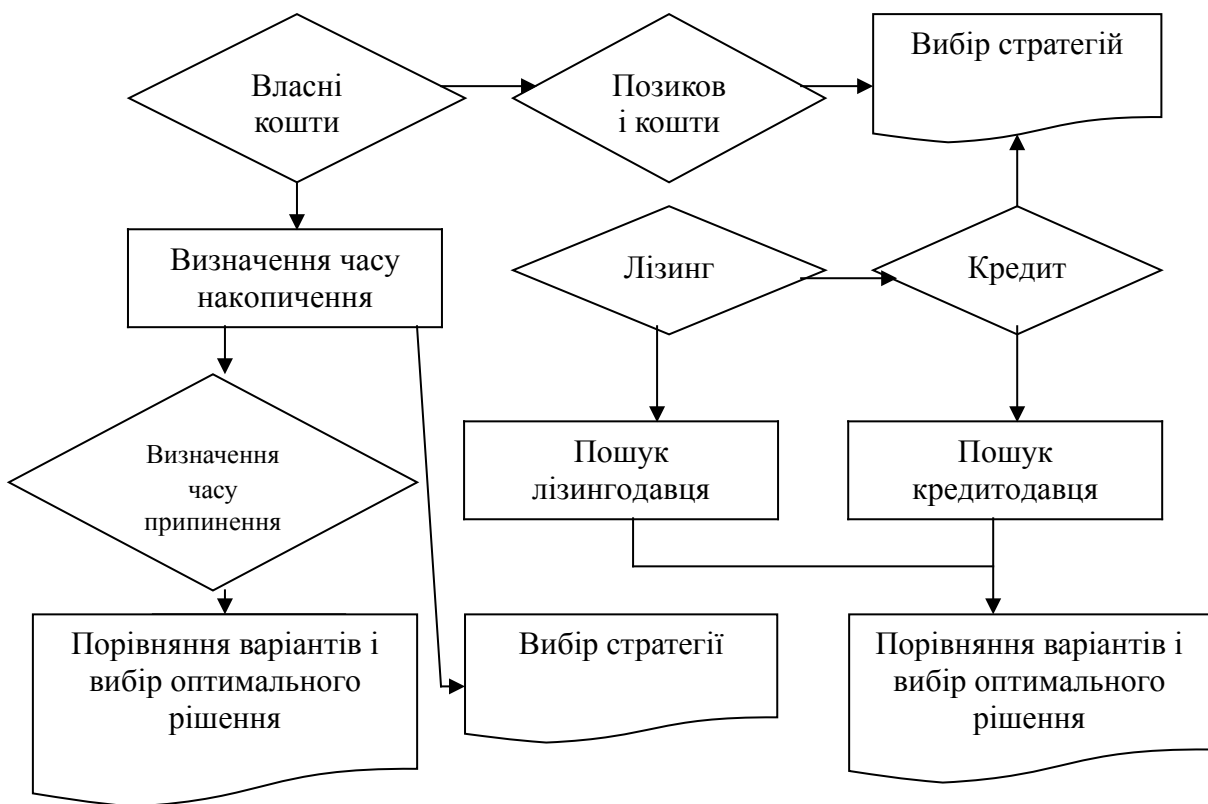 Власні
кошти
Позиков
і кошти
Вибір стратегій
Визначення часу
накопичення
Лізинг
Кредит
Визначення
часу
припинення
Пошук
лізингодавця
Пошук
кредитодавця
Порівняння варіантів і
вибір оптимального
рішення
Вибір стратегії
Порівняння варіантів і
вибір оптимального
рішення